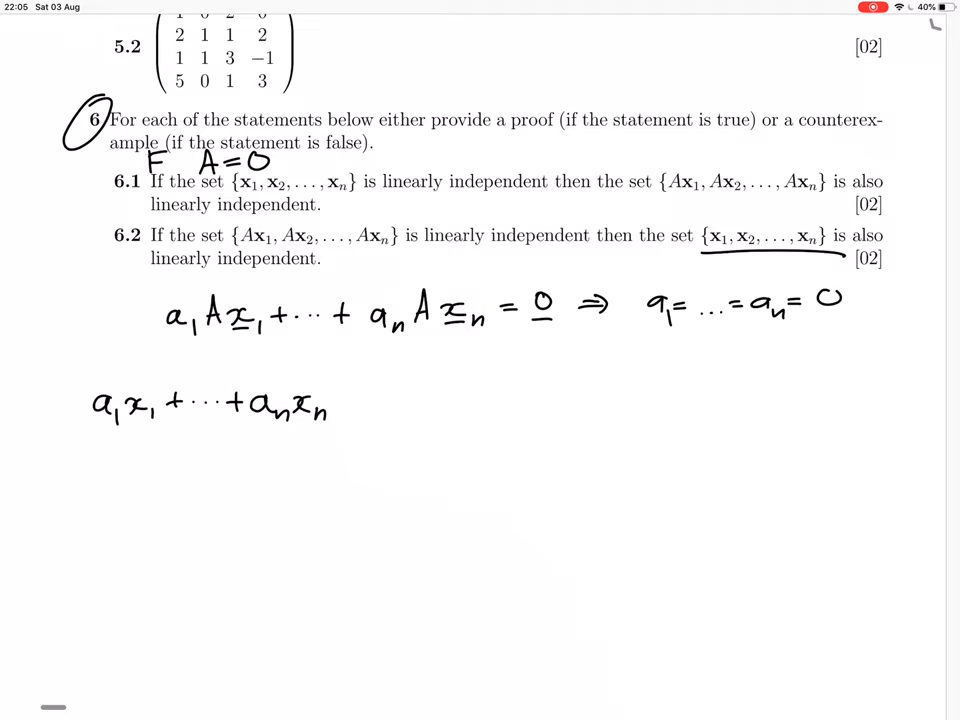 22:05 Sat 03 Aug 40%
1 0 2 0
5.2 2 1 1 2 [02]
1 1 3 −1
5 0 1 3
6 For each of the statements below either provide a proof (if the statement is true) or a counterex-
ample (if the statement is false).
F A=0
6.1 If the set {x₁, x₂, . . . , xₙ} is linearly independent then the set {Ax₁, Ax₂, . . . , Axₙ} is also
linearly independent. [02]
6.2 If the set {Ax₁, Ax₂, . . . , Axₙ} is linearly independent then the set {x₁, x₂, . . . , xₙ} is also
linearly independent. [02]
a₁Ax₁ + ··· + aₙAxₙ = 0 ⇒ a₁ = ... = aₙ = 0
a₁x₁ + ··· + aₙxₙ